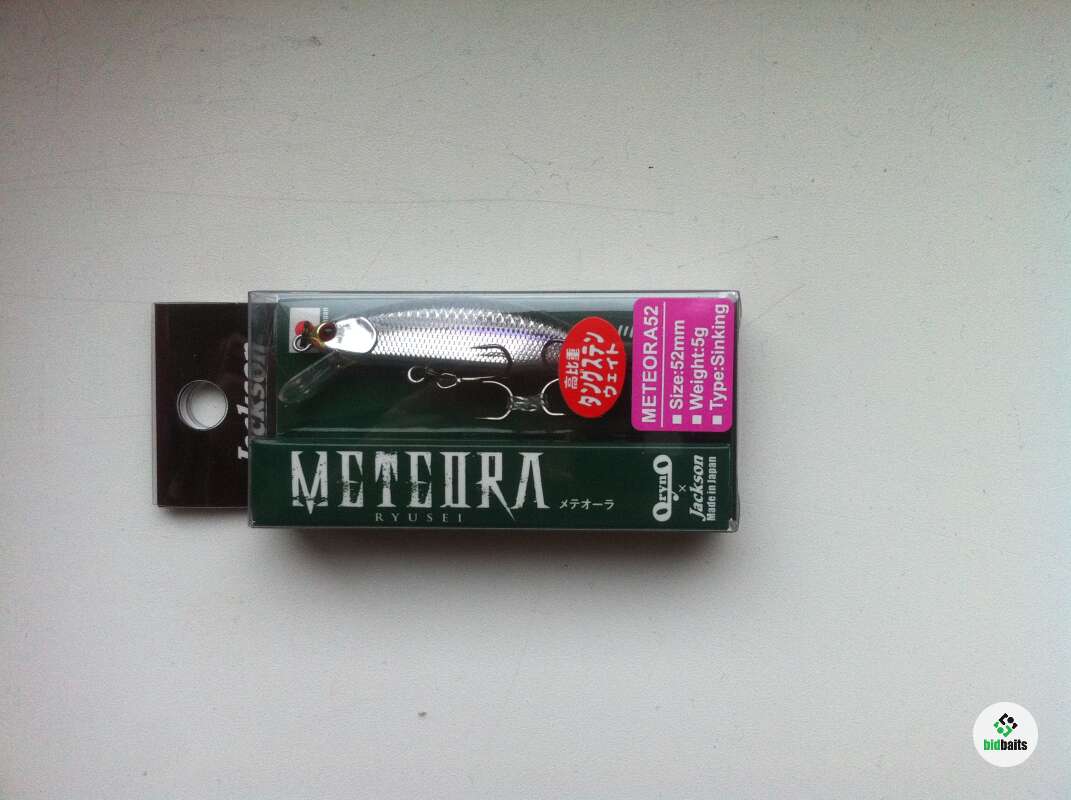 Jackson
METEORA
RYUSEI
メテオーラ
高比重
タングステン
ウェイト
METEORA52
■ Size:52mm
■ Weight:5g
■ Type:Sinking
OrynO
×
Jackson
Made in Japan
bidbaits